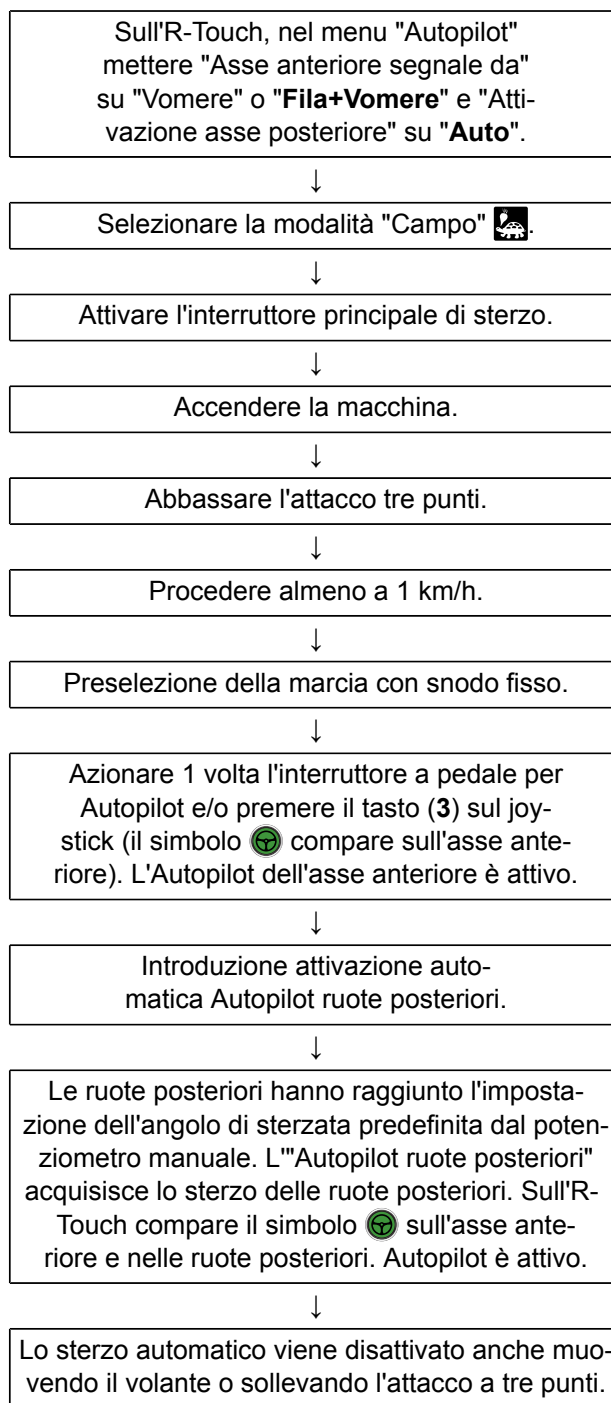 Sull'R-Touch, nel menu "Autopilot"
mettere "Asse anteriore segnale da"
su "Vomere" o "Fila+Vomere" e "Atti-
vazione asse posteriore" su "Auto".
↓
Selezionare la modalità "Campo" .
↓
Attivare l'interruttore principale di sterzo.
↓
Accendere la macchina.
↓
Abbassare l'attacco tre punti.
↓
Procedere almeno a 1 km/h.
↓
Preselezione della marcia con snodo fisso.
↓
Azionare 1 volta l'interruttore a pedale per
Autopilot e/o premere il tasto (3) sul joy-
stick (il simbolo compare sull'asse ante-
riore). L'Autopilot dell'asse anteriore è attivo.
↓
Introduzione attivazione auto-
matica Autopilot ruote posteriori.
↓
Le ruote posteriori hanno raggiunto l'imposta-
zione dell'angolo di sterzata predefinita dal poten-
ziometro manuale. L'"Autopilot ruote posteriori"
acquisisce lo sterzo delle ruote posteriori. Sull'R-
Touch compare il simbolo sull'asse ante-
riore e nelle ruote posteriori. Autopilot è attivo.
↓
Lo sterzo automatico viene disattivato anche muo-
vendo il volante o sollevando l'attacco a tre punti.